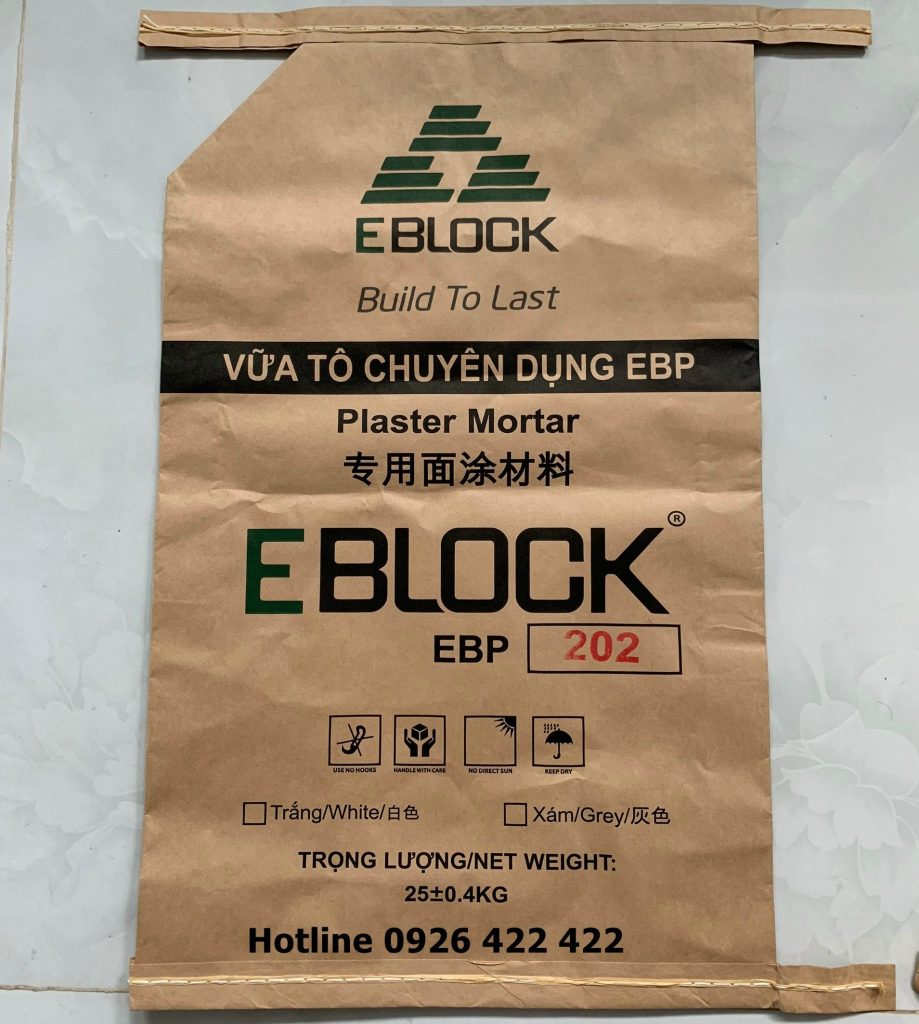 EBLOCK
Build To Last
VỮA TÔ CHUYÊN DỤNG EBP
Plaster Mortar
专用面涂材料
EBLOCK®
EBP 202
USE NO HOOKS HANDLE WITH CARE NO DIRECT SUN KEEP DRY
Trắng/White/白色 Xám/Grey/灰色
TRỌNG LƯỢNG/NET WEIGHT:
25±0.4KG
Hotline 0926 422 422